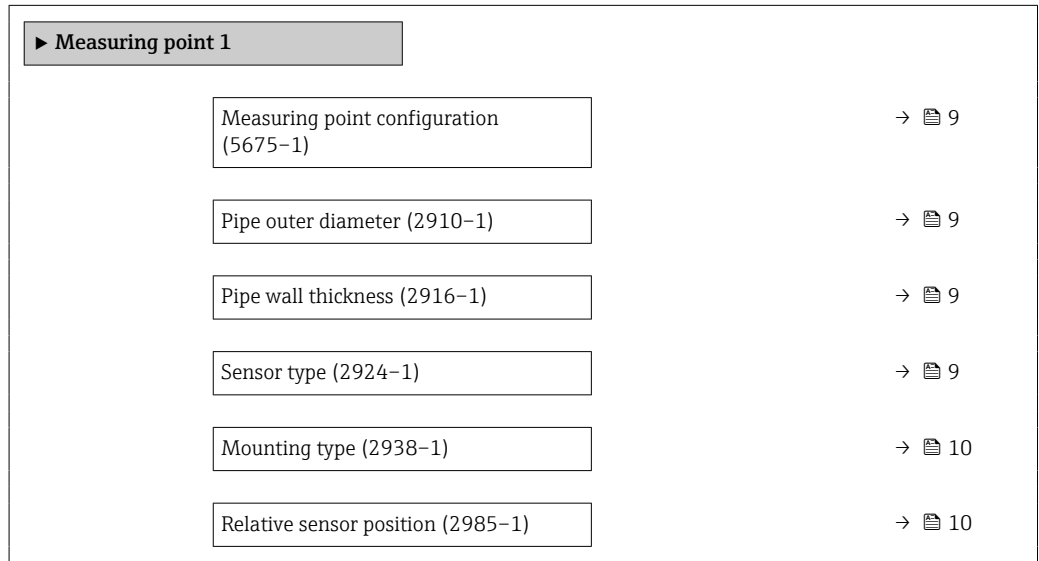 ► Measuring point 1
Measuring point configuration → 9
(5675–1)
Pipe outer diameter (2910–1) → 9
Pipe wall thickness (2916–1) → 9
Sensor type (2924–1) → 9
Mounting type (2938–1) → 10
Relative sensor position (2985–1) → 10